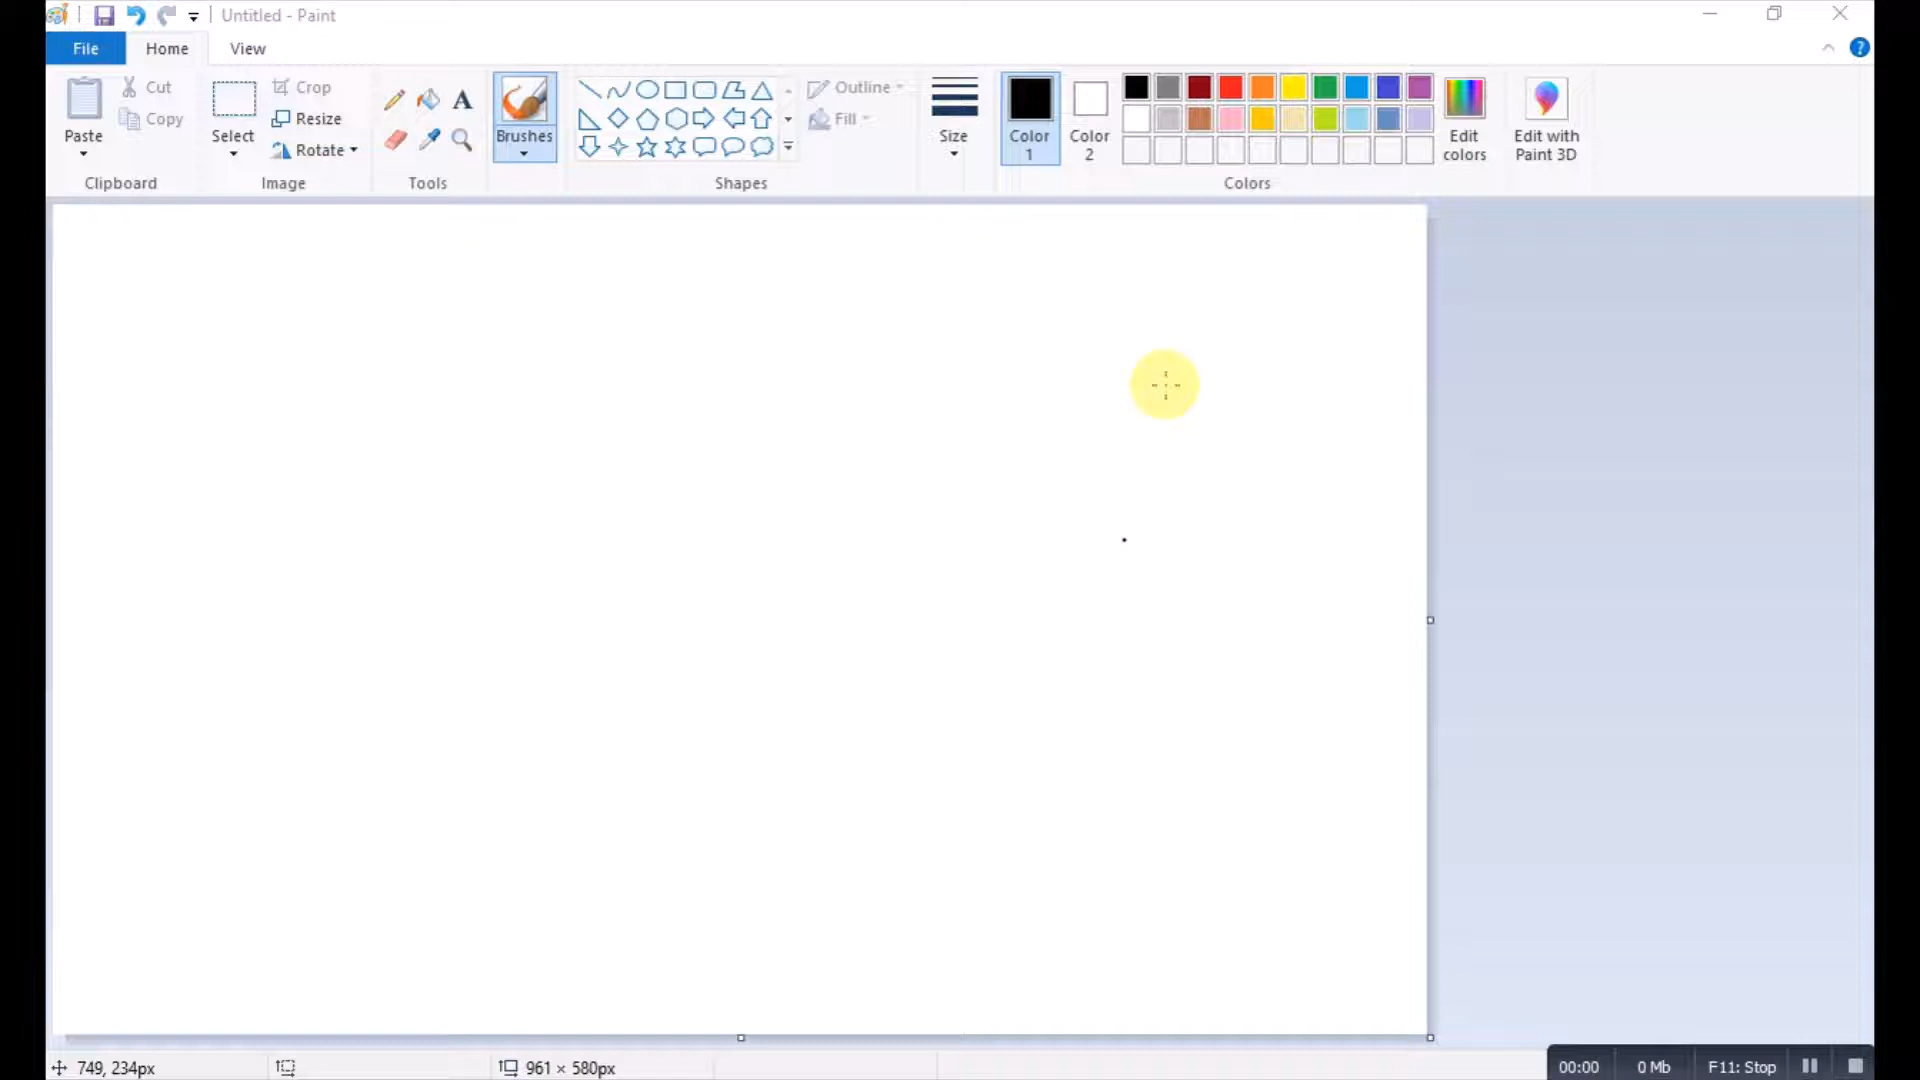 Untitled - Paint
File Home View
Paste
Cut
Copy
Clipboard
Select
Crop
Resize
Rotate
Image
A
Tools
Brushes
Shapes
Outline
Fill
Size
Color 1
Color 2
Edit colors
Colors
Edit with Paint 3D
?
749, 234px
961 × 580px
00:00
0 Mb
F11: Stop